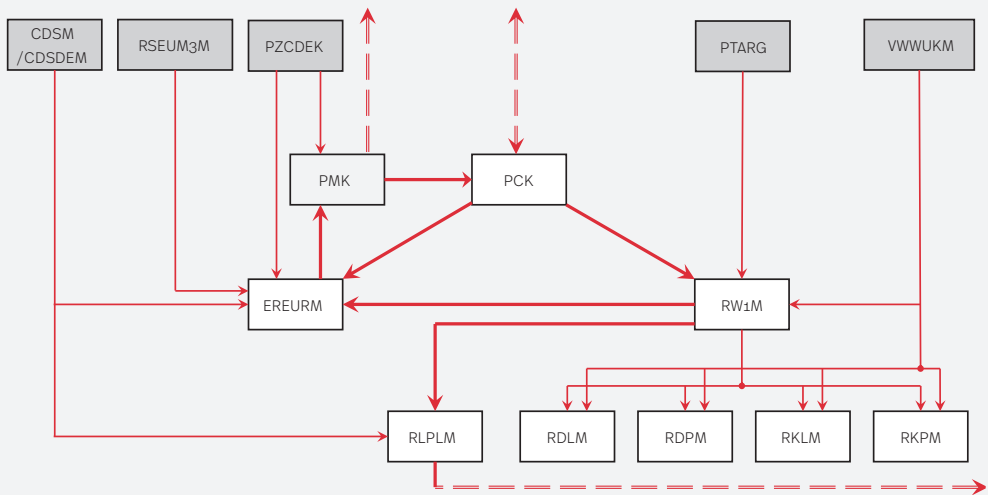 CDSM
/CDSDEM
RSEUM3M
PZCDEK
PTARG
VWWUKM
PMK
PCK
EREURM
RW1M
RLPLM
RDLM
RDPM
RKLM
RKPM